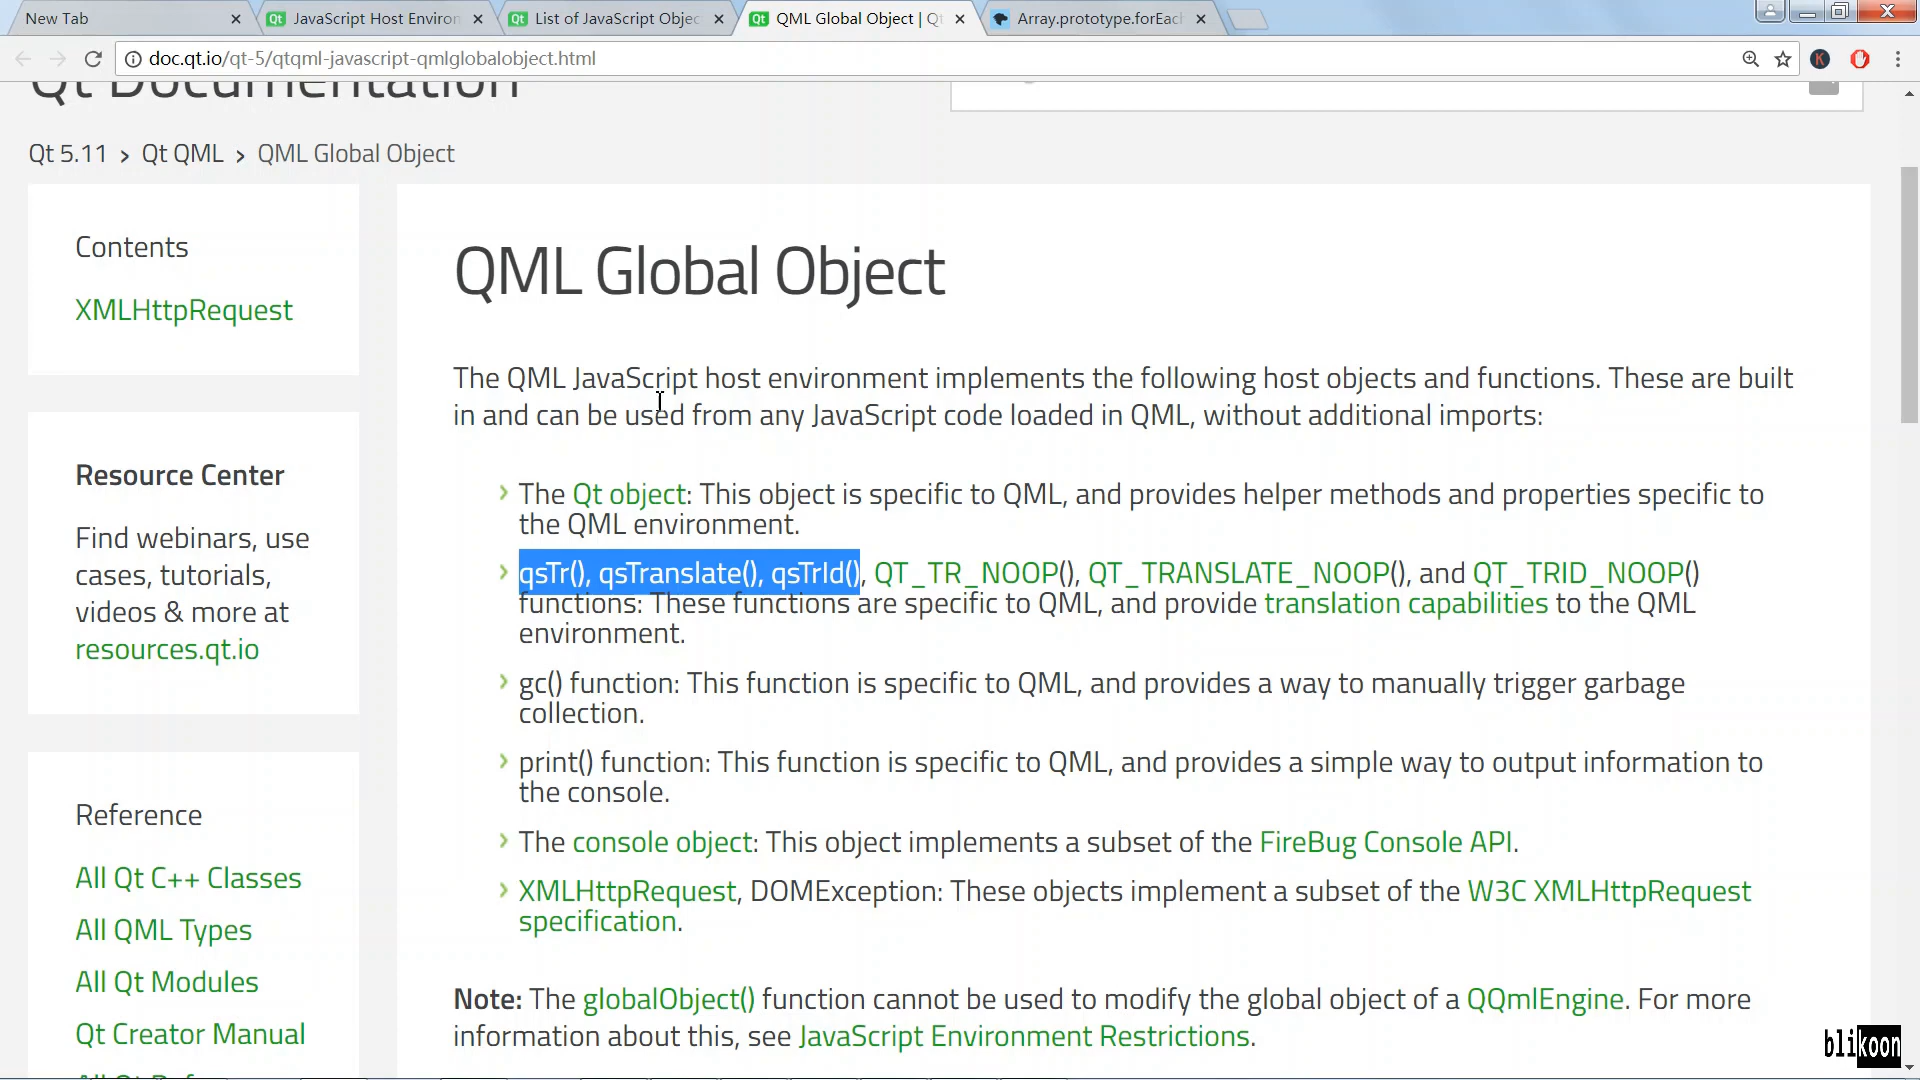 New Tab
JavaScript Host Environ
List of JavaScript Objec
QML Global Object | Qt
Array.prototype.forEach
doc.qt.io/qt-5/qtqml-javascript-qmlglobalobject.html
Qt Documentation
Qt 5.11 › Qt QML › QML Global Object
Contents
XMLHttpRequest
Resource Center
Find webinars, use
cases, tutorials,
videos & more at
resources.qt.io
Reference
All Qt C++ Classes
All QML Types
All Qt Modules
Qt Creator Manual
QML Global Object
The QML JavaScript host environment implements the following host objects and functions. These are built
in and can be used from any JavaScript code loaded in QML, without additional imports:
The Qt object: This object is specific to QML, and provides helper methods and properties specific to
the QML environment.
qsTr(), qsTranslate(), qsTrId(), QT_TR_NOOP(), QT_TRANSLATE_NOOP(), and QT_TRID_NOOP()
functions: These functions are specific to QML, and provide translation capabilities to the QML
environment.
gc() function: This function is specific to QML, and provides a way to manually trigger garbage
collection.
print() function: This function is specific to QML, and provides a simple way to output information to
the console.
The console object: This object implements a subset of the FireBug Console API.
XMLHttpRequest, DOMException: These objects implement a subset of the W3C XMLHttpRequest
specification.
Note: The globalObject() function cannot be used to modify the global object of a QQmlEngine. For more
information about this, see JavaScript Environment Restrictions.
blikoon